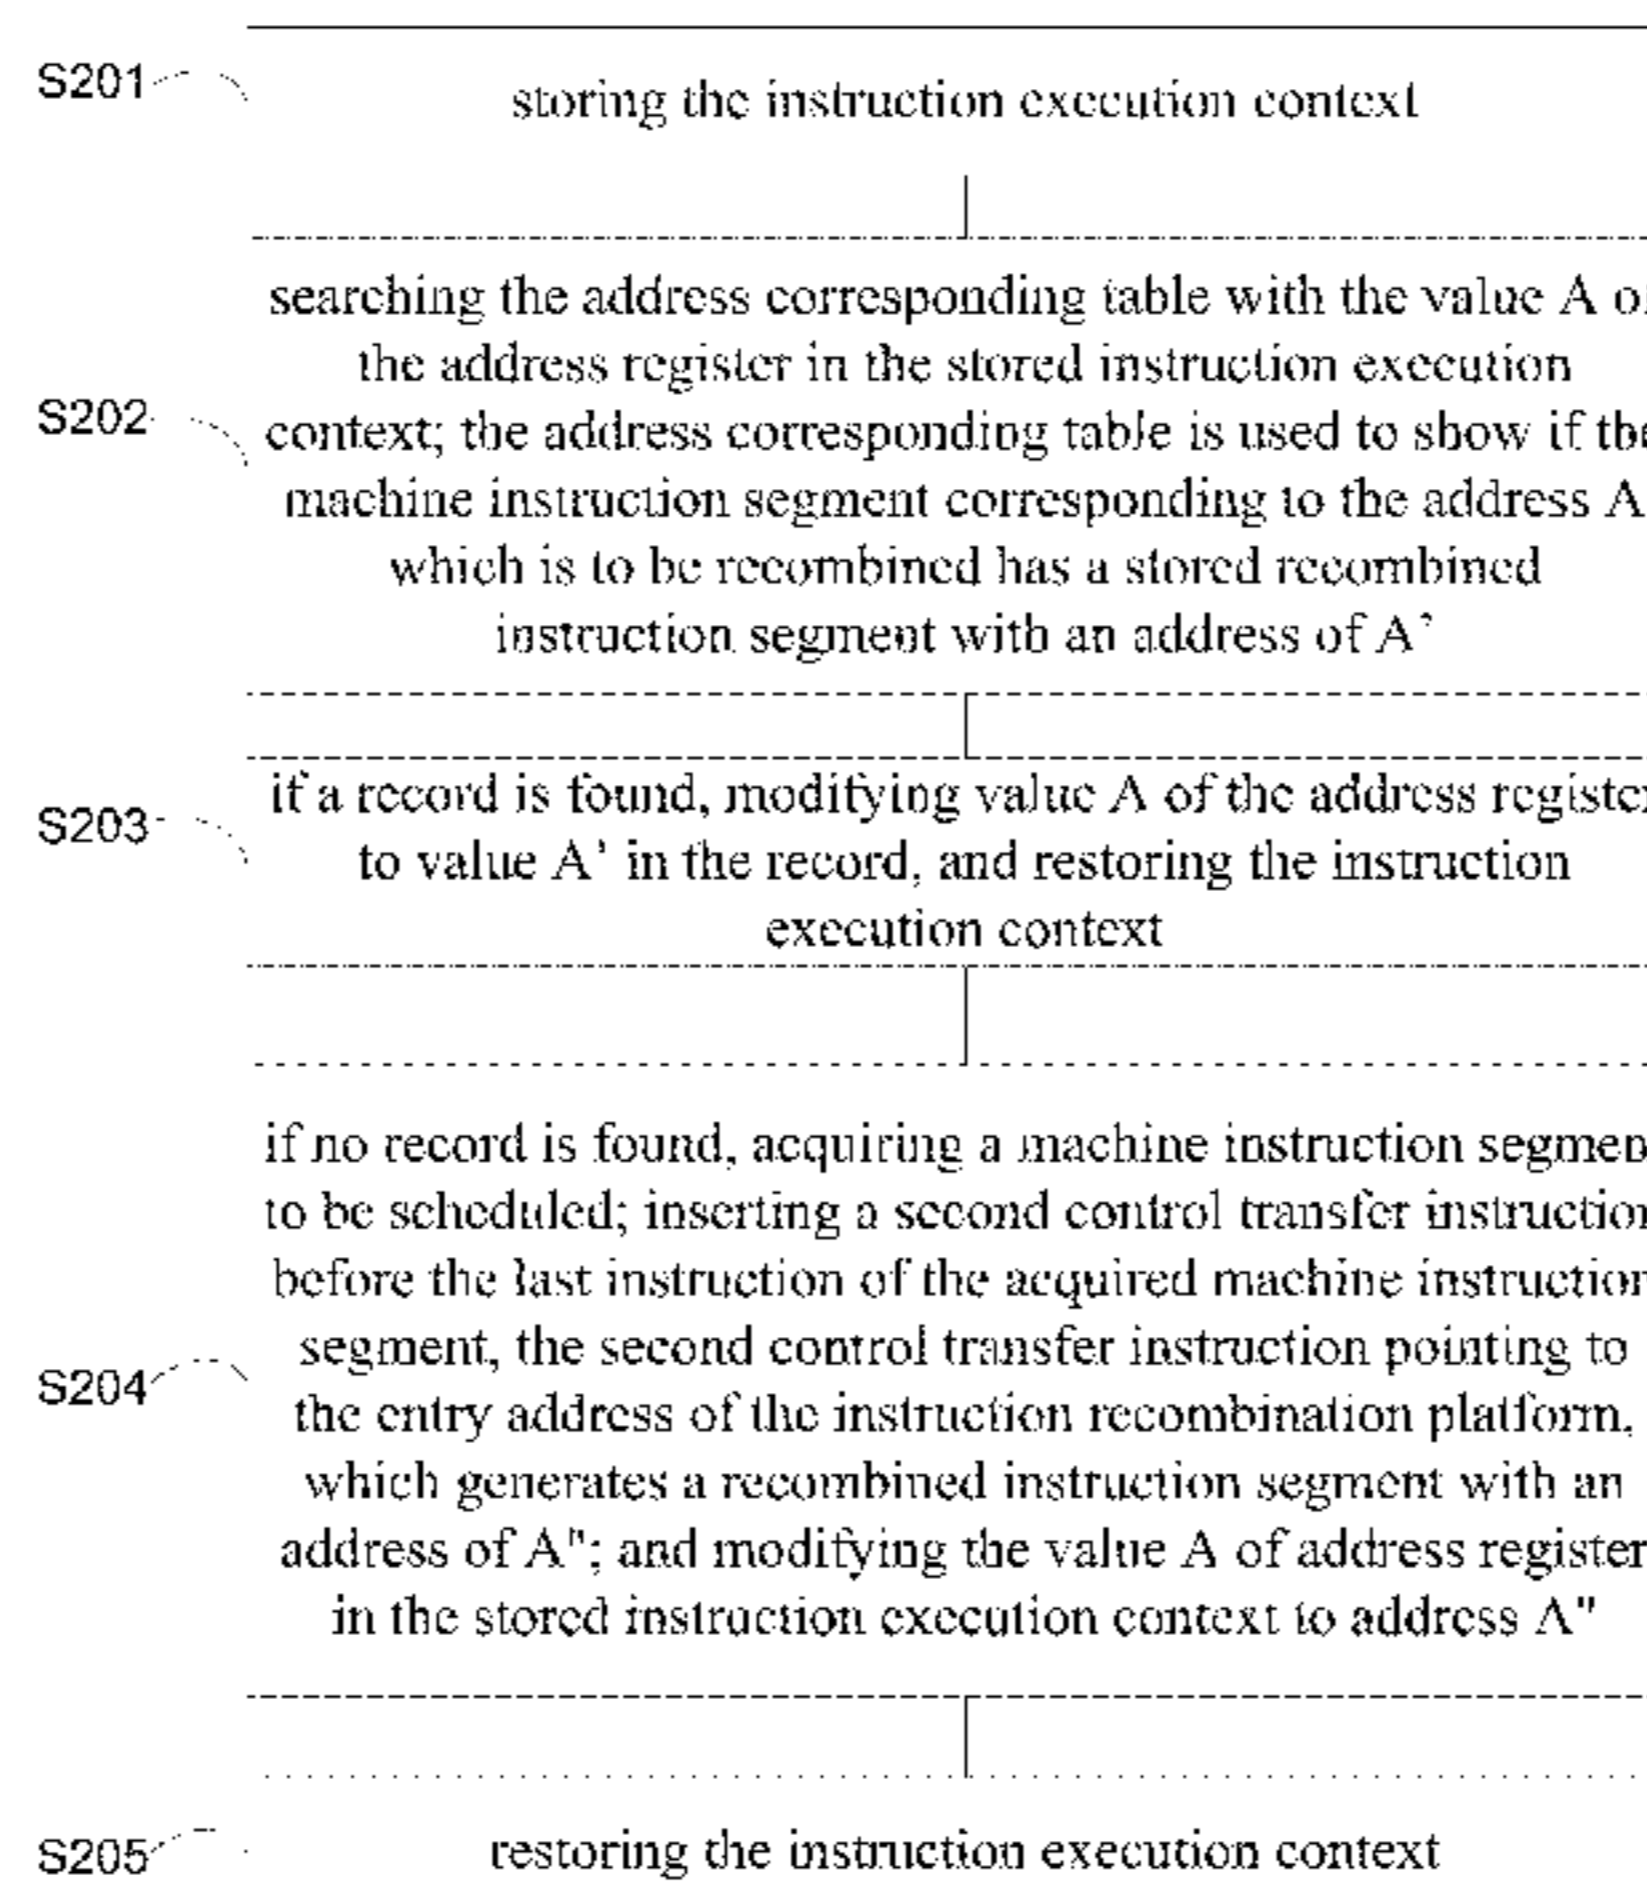 S201
storing the instruction execution context
searching the address corresponding table with the value A of
the address register in the stored instruction execution
S202
context; the address corresponding table is used to show if the
machine instruction segment corresponding to the address A
which is to be recombined has a stored recombined
instruction segment with an address of A’
if a record is found, modifying value A of the address register
S203
to value A’ in the record, and restoring the instruction
execution context
if no record is found, acquiring a machine instruction segment
to be scheduled; inserting a second control transfer instruction
before the last instruction of the acquired machine instruction
segment, the second control transfer instruction pointing to
S204
the entry address of the instruction recombination platform,
which generates a recombined instruction segment with an
address of A"; and modifying the value A of address register
in the stored instruction execution context to address A"
S205
restoring the instruction execution context